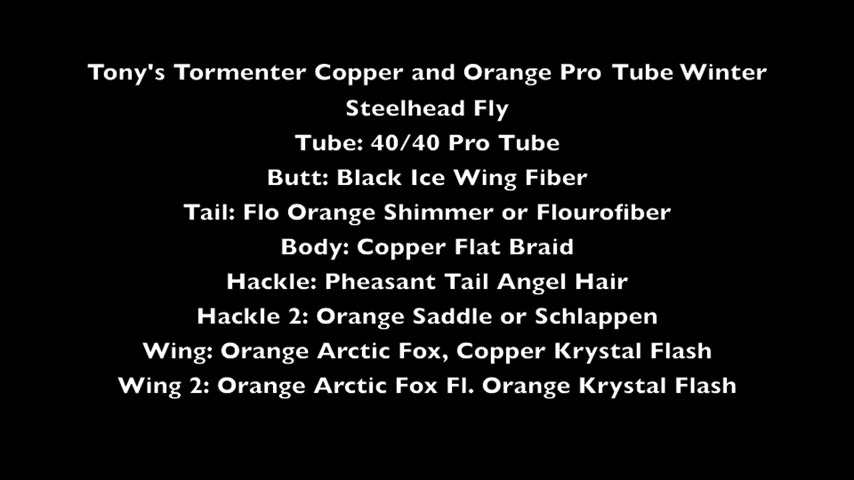 Tony's Tormenter Copper and Orange Pro Tube Winter
Steelhead Fly
Tube: 40/40 Pro Tube
Butt: Black Ice Wing Fiber
Tail: Flo Orange Shimmer or Flourofiber
Body: Copper Flat Braid
Hackle: Pheasant Tail Angel Hair
Hackle 2: Orange Saddle or Schlappen
Wing: Orange Arctic Fox, Copper Krystal Flash
Wing 2: Orange Arctic Fox Fl. Orange Krystal Flash